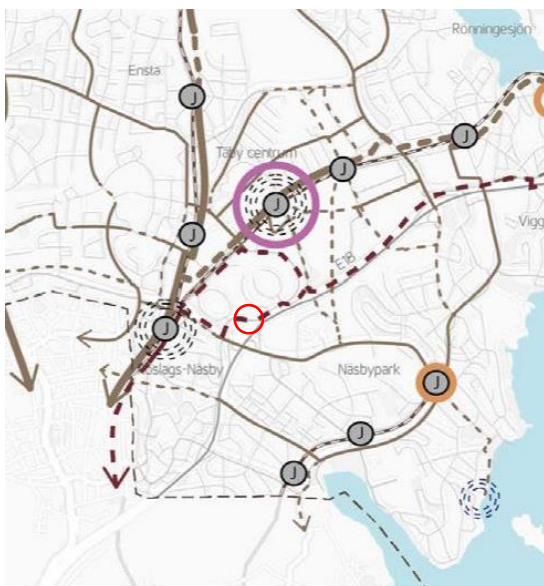 Rönningesjön
Ensta
J
J
Täby centrum
J
J
J
Vigg
E18
J
Roslags-Näsby
Näsbypark
J
J
J